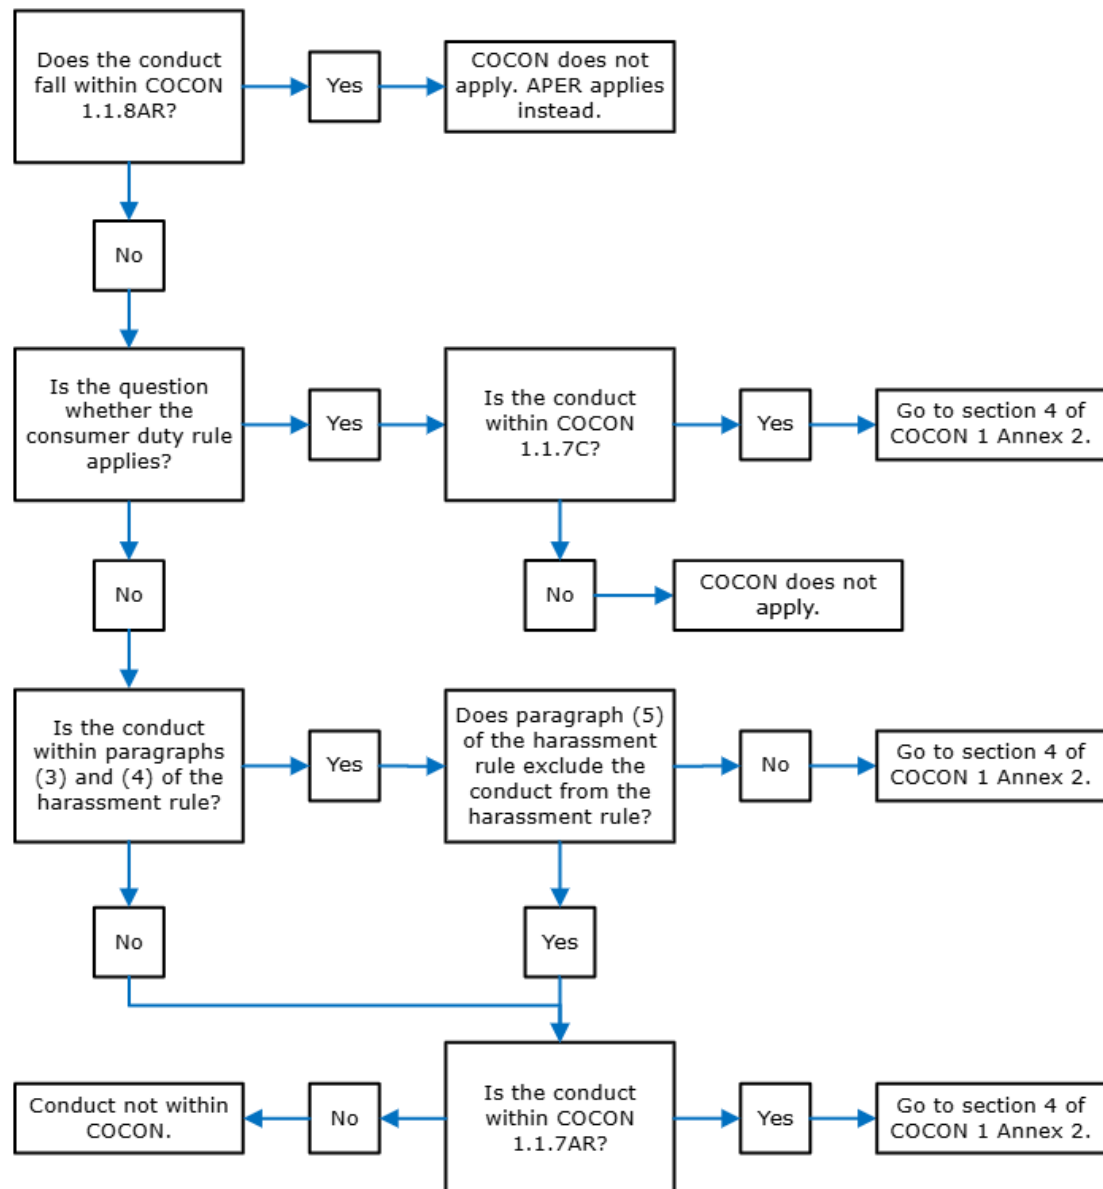 Does the conduct
fall within COCON
1.1.8AR?
Yes
COCON does not
apply. APER applies
instead.
No
Is the question
whether the
consumer duty rule
applies?
Yes
Is the conduct
within COCON
1.1.7C?
Yes
Go to section 4 of
COCON 1 Annex 2.
No
No
COCON does not
apply.
Is the conduct
within paragraphs
(3) and (4) of the
harassment rule?
Yes
Does paragraph (5)
of the harassment
rule exclude the
conduct from the
harassment rule?
No
Go to section 4 of
COCON 1 Annex 2.
No
Yes
Conduct not within
COCON.
No
Is the conduct
within COCON
1.1.7AR?
Yes
Go to section 4 of
COCON 1 Annex 2.